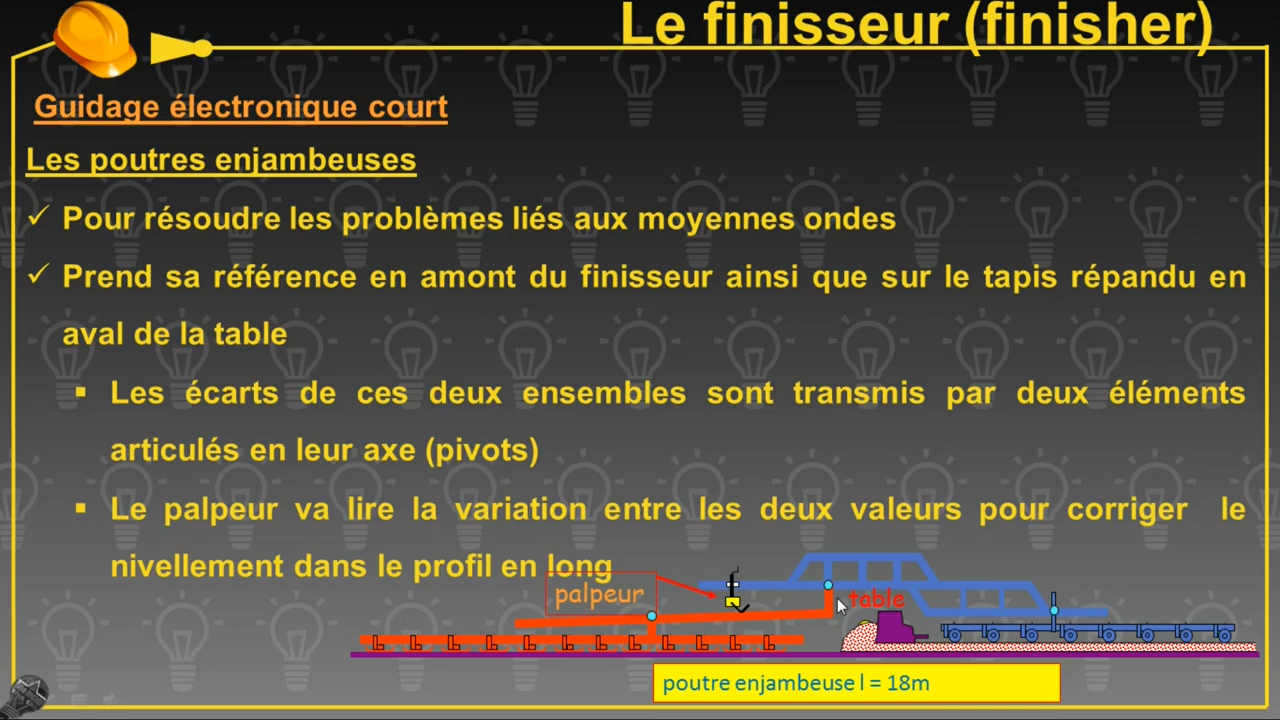 Le finisseur (finisher)
Guidage électronique court
Les poutres enjambeuses
✓ Pour résoudre les problèmes liés aux moyennes ondes
✓ Prend sa référence en amont du finisseur ainsi que sur le tapis répandu en
aval de la table
▪ Les écarts de ces deux ensembles sont transmis par deux éléments
articulés en leur axe (pivots)
▪ Le palpeur va lire la variation entre les deux valeurs pour corriger le
nivellement dans le profil en long
palpeur
table
poutre enjambeuse l = 18m